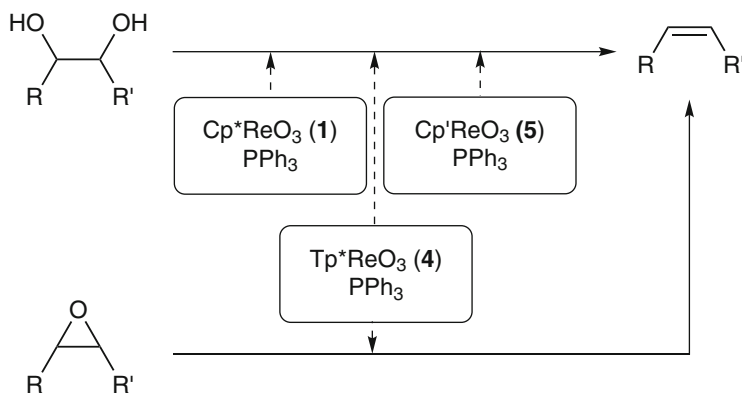 HO OH
R R'
R R'
Cp*ReO₃ (1)
PPh₃
Cp'ReO₃ (5)
PPh₃
Tp*ReO₃ (4)
PPh₃
O
R R'